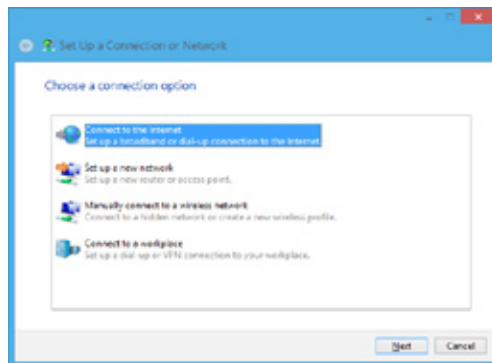 Set Up a Connection or Network
Choose a connection option
Connect to the Internet
Set up a broadband or dial-up connection to the Internet.
Set up a new network
Set up a new router or access point.
Manually connect to a wireless network
Connect to a hidden network or create a new wireless profile.
Connect to a workplace
Set up a dial-up or VPN connection to your workplace.
Next
Cancel